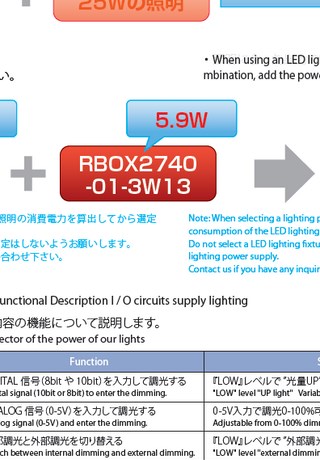 25Wの照明
・When using an LED lig
mbination, add the powe
い。
5.9W
RBOX2740
-01-3W13
照明の消費電力を算出してから選定
定はしないようお願いします。
合わせ下さい。
Note: When selecting a lighting p
consumption of the LED lighting
Do not select a LED lighting fixtu
lighting power supply.
Contact us if you have any inquir
unctional Description I / O circuits supply lighting
内容の機能について説明します。
ector of the power of our lights
Function
ITAL 信号(8bit や 10bit)を入力して調光する
tal signal (10bit or 8bit) to enter the dimming.
『LOW』レベルで "光量UP"
"LOW" level "UP light" Variab
ALOG 信号(0-5V)を入力して調光する
log signal (0-5V) and enter the dimming.
0-5V入力で調光0-100%可
Adjustable from 0-100% dimm
部調光と外部調光を切り替える
tch between internal dimming and external dimming.
『LOW』レベルで "外部調光
"LOW" level "external dimmin